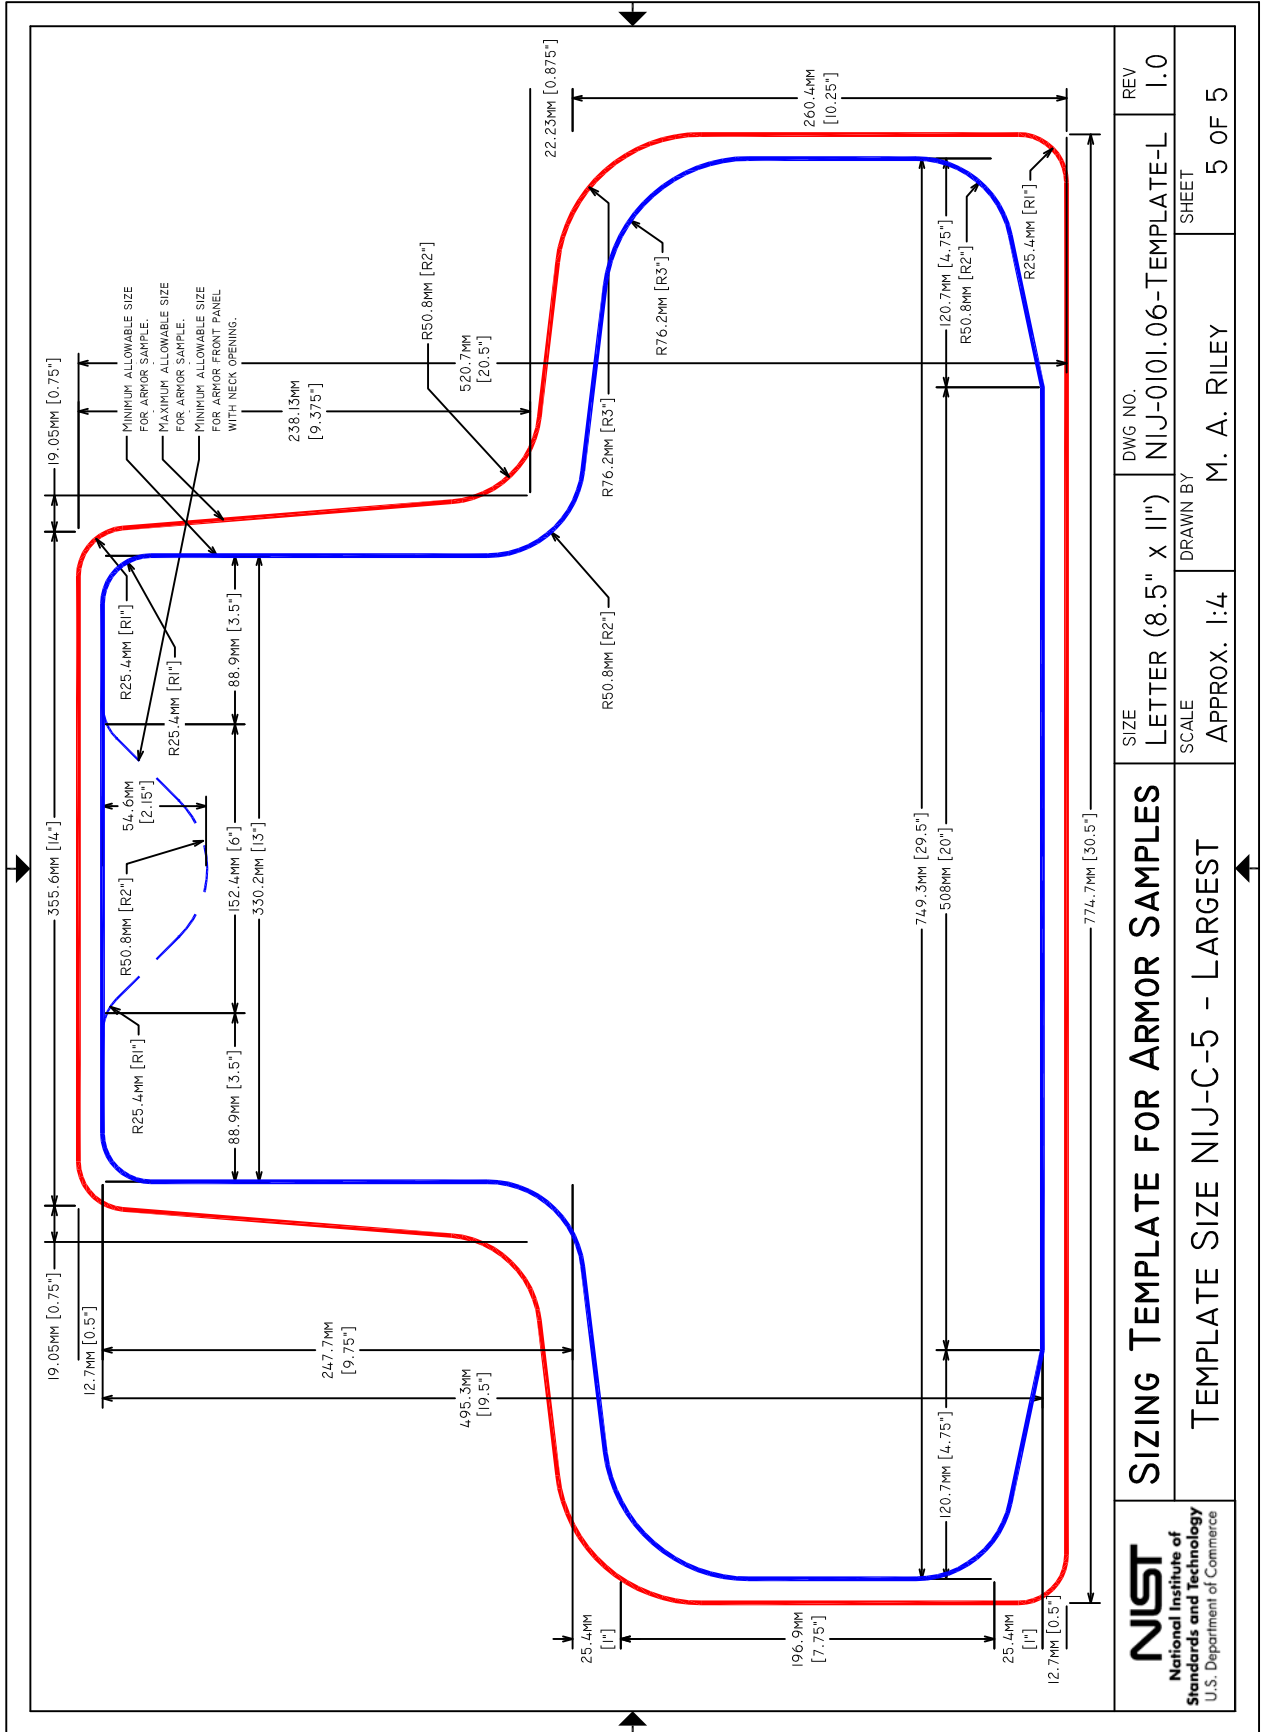 19.05MM [0.75"]
355.6MM [14"]
19.05MM [0.75"]
12.7MM [0.5"]
MINIMUM ALLOWABLE SIZE
FOR ARMOR SAMPLE.
MAXIMUM ALLOWABLE SIZE
FOR ARMOR SAMPLE.
MINIMUM ALLOWABLE SIZE
FOR ARMOR FRONT PANEL
WITH NECK OPENING.
R25.4MM [R1"]
R50.8MM [R2"]
54.6MM
[2.15"]
R25.4MM [R1"]
R25.4MM [R1"]
88.9MM [3.5"]
152.4MM [6"]
88.9MM [3.5"]
330.2MM [13"]
238.13MM
[9.375"]
247.7MM
[9.75"]
R50.8MM [R2"]
495.3MM
[19.5"]
520.7MM
[20.5"]
22.23MM [0.875"]
25.4MM
[1"]
R50.8MM [R2"]
R76.2MM [R3"]
R76.2MM [R3"]
196.9MM
[7.75"]
260.4MM
[10.25"]
749.3MM [29.5"]
120.7MM [4.75"]
508MM [20"]
120.7MM [4.75"]
R50.8MM [R2"]
25.4MM
[1"]
R25.4MM [R1"]
12.7MM [0.5"]
774.7MM [30.5"]
NIST
National Institute of
Standards and Technology
U.S. Department of Commerce
SIZING TEMPLATE FOR ARMOR SAMPLES
TEMPLATE SIZE NIJ-C-5 - LARGEST
SIZE
LETTER (8.5" X 11")
DWG NO.
NIJ-0101.06-TEMPLATE-L
REV
1.0
SCALE
APPROX. 1:4
DRAWN BY
M. A. RILEY
SHEET
5 OF 5